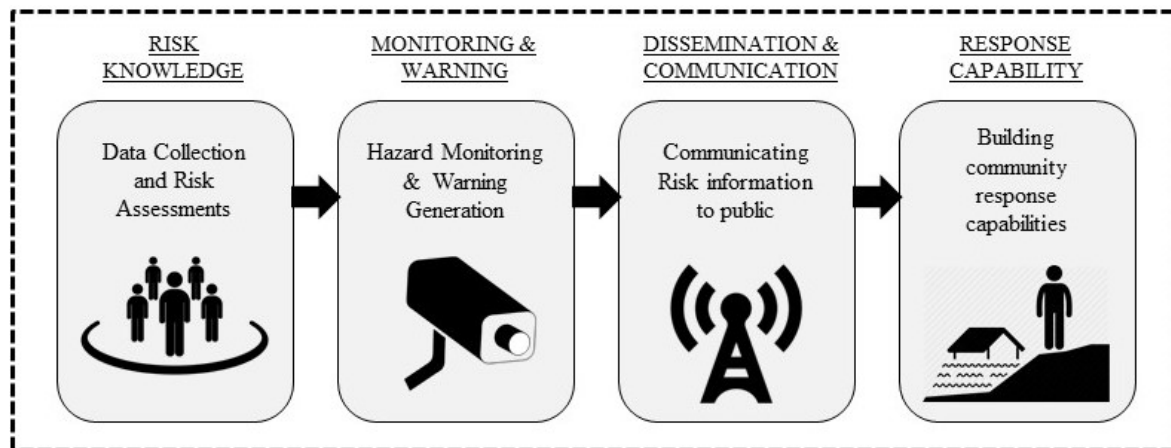 RISK
KNOWLEDGE
Data Collection
and Risk
Assessments
MONITORING &
WARNING
Hazard Monitoring
& Warning
Generation
DISSEMINATION &
COMMUNICATION
Communicating
Risk information
to public
RESPONSE
CAPABILITY
Building
community
response
capabilities